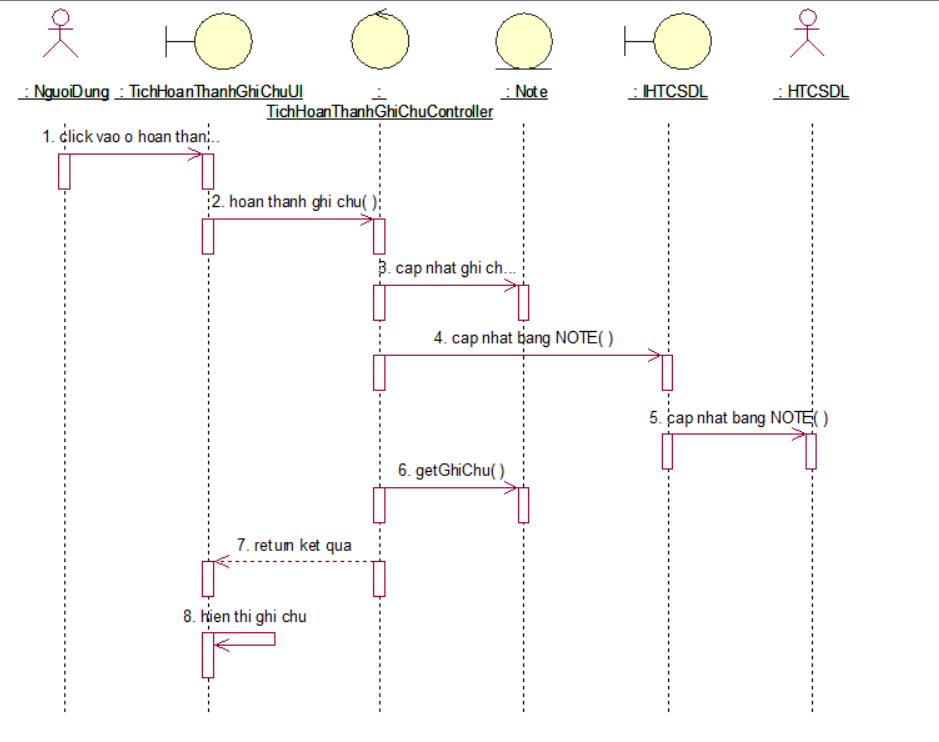 : NguoiDung
: TichHoanThanhGhiChuUI
:
TichHoanThanhGhiChuController
: Note
: IHTCSDL
: HTCSDL
1. click vao o hoan than...
2. hoan thanh ghi chu( )
3. cap nhat ghi ch...
4. cap nhat bang NOTE( )
5. cap nhat bang NOTE( )
6. getGhiChu( )
7. return ket qua
8. hien thi ghi chu